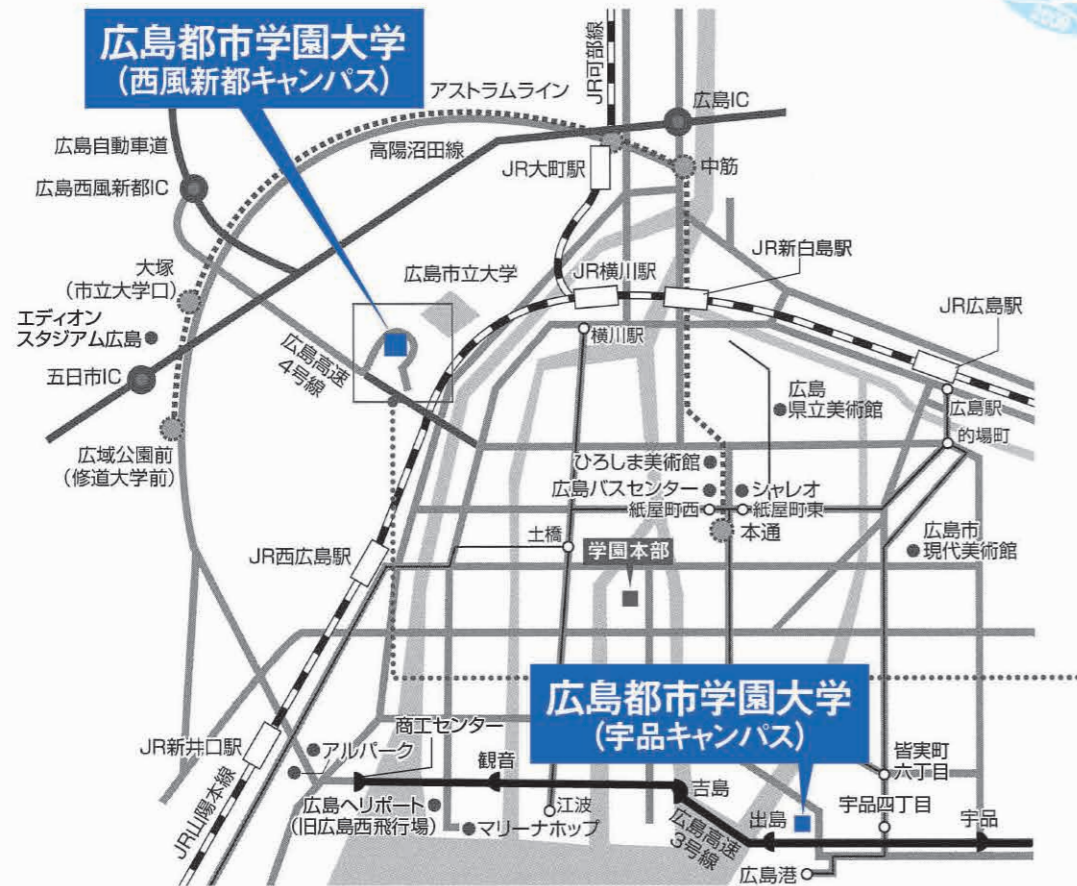 2009
広島都市学園大学
(西風新都キャンパス)
JR可部線
アストラムライン
広島IC
広島自動車道
高陽沼田線
JR大町駅
中筋
広島西風新都IC
大塚
(市立大学口)
広島市立大学
JR横川駅
JR新白島駅
JR広島駅
エディオン
スタジアム広島
広島高速
4号線
横川駅
五日市IC
広島
県立美術館
広島駅
的場町
広域公園前
(修道大学前)
ひろしま美術館
広島バスセンター
シャレオ
紙屋町西
紙屋町東
土橋
学園本部
本通
広島市
現代美術館
JR西広島駅
広島都市学園大学
(宇品キャンパス)
商工センター
JR新井口駅
アルパーク
観音
皆実町
六丁目
吉島
広島ヘリポート
(旧広島西飛行場)
江波
出島
宇品四丁目
宇品
マリーナホップ
広島高速
3号線
JR山陽本線
広島港